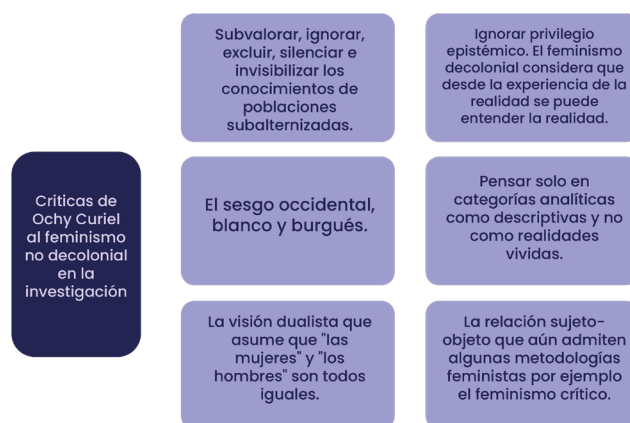 Criticas de
Ochy Curiel
al feminismo
no decolonial
en la
investigación
Subvalorar, ignorar,
excluir, silenciar e
invisibilizar los
conocimientos de
poblaciones
subalternizadas.
Ignorar privilegio
epistémico. El feminismo
decolonial considera que
desde la experiencia de la
realidad se puede
entender la realidad.
El sesgo occidental,
blanco y burgués.
Pensar solo en
categorías analíticas
como descriptivas y no
como realidades
vividas.
La visión dualista que
asume que "las
mujeres" y "los
hombres" son todos
iguales.
La relación sujeto-
objeto que aún admiten
algunas metodologías
feministas por ejemplo
el feminismo crítico.